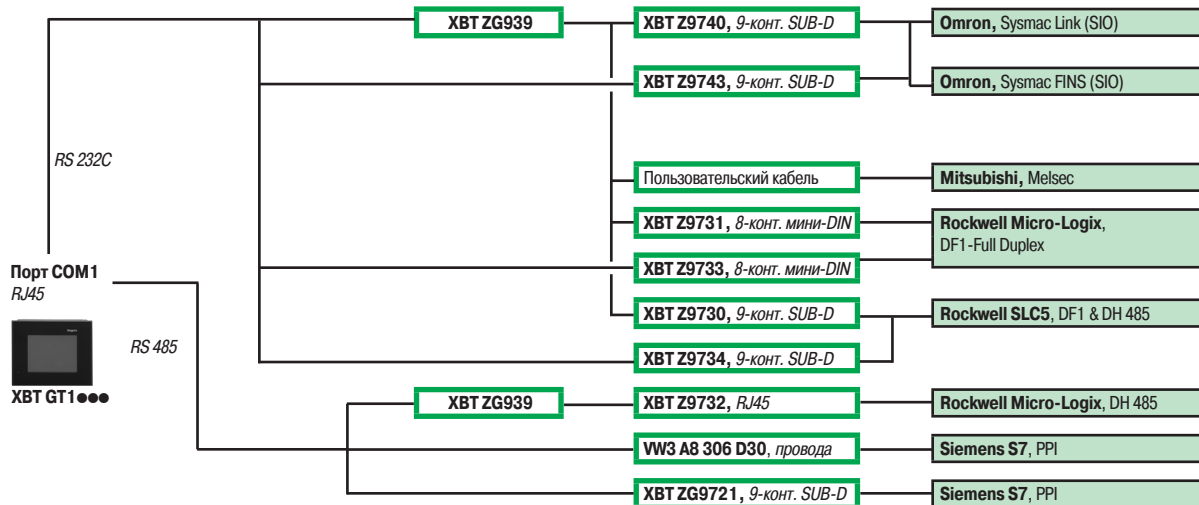 XBT ZG939
XBT Z9740, 9-конт. SUB-D
Omron, Sysmac Link (SIO)
XBT Z9743, 9-конт. SUB-D
Omron, Sysmac FINS (SIO)
RS 232C
Пользовательский кабель
Mitsubishi, Melsec
XBT Z9731, 8-конт. мини-DIN
Rockwell Micro-Logix,
DF1-Full Duplex
XBT Z9733, 8-конт. мини-DIN
Порт COM1
RJ45
XBT Z9730, 9-конт. SUB-D
Rockwell SLC5, DF1 & DH 485
RS 485
XBT Z9734, 9-конт. SUB-D
XBT GT1●●●
XBT ZG939
XBT Z9732, RJ45
Rockwell Micro-Logix, DH 485
VW3 A8 306 D30, провода
Siemens S7, PPI
XBT ZG9721, 9-конт. SUB-D
Siemens S7, PPI